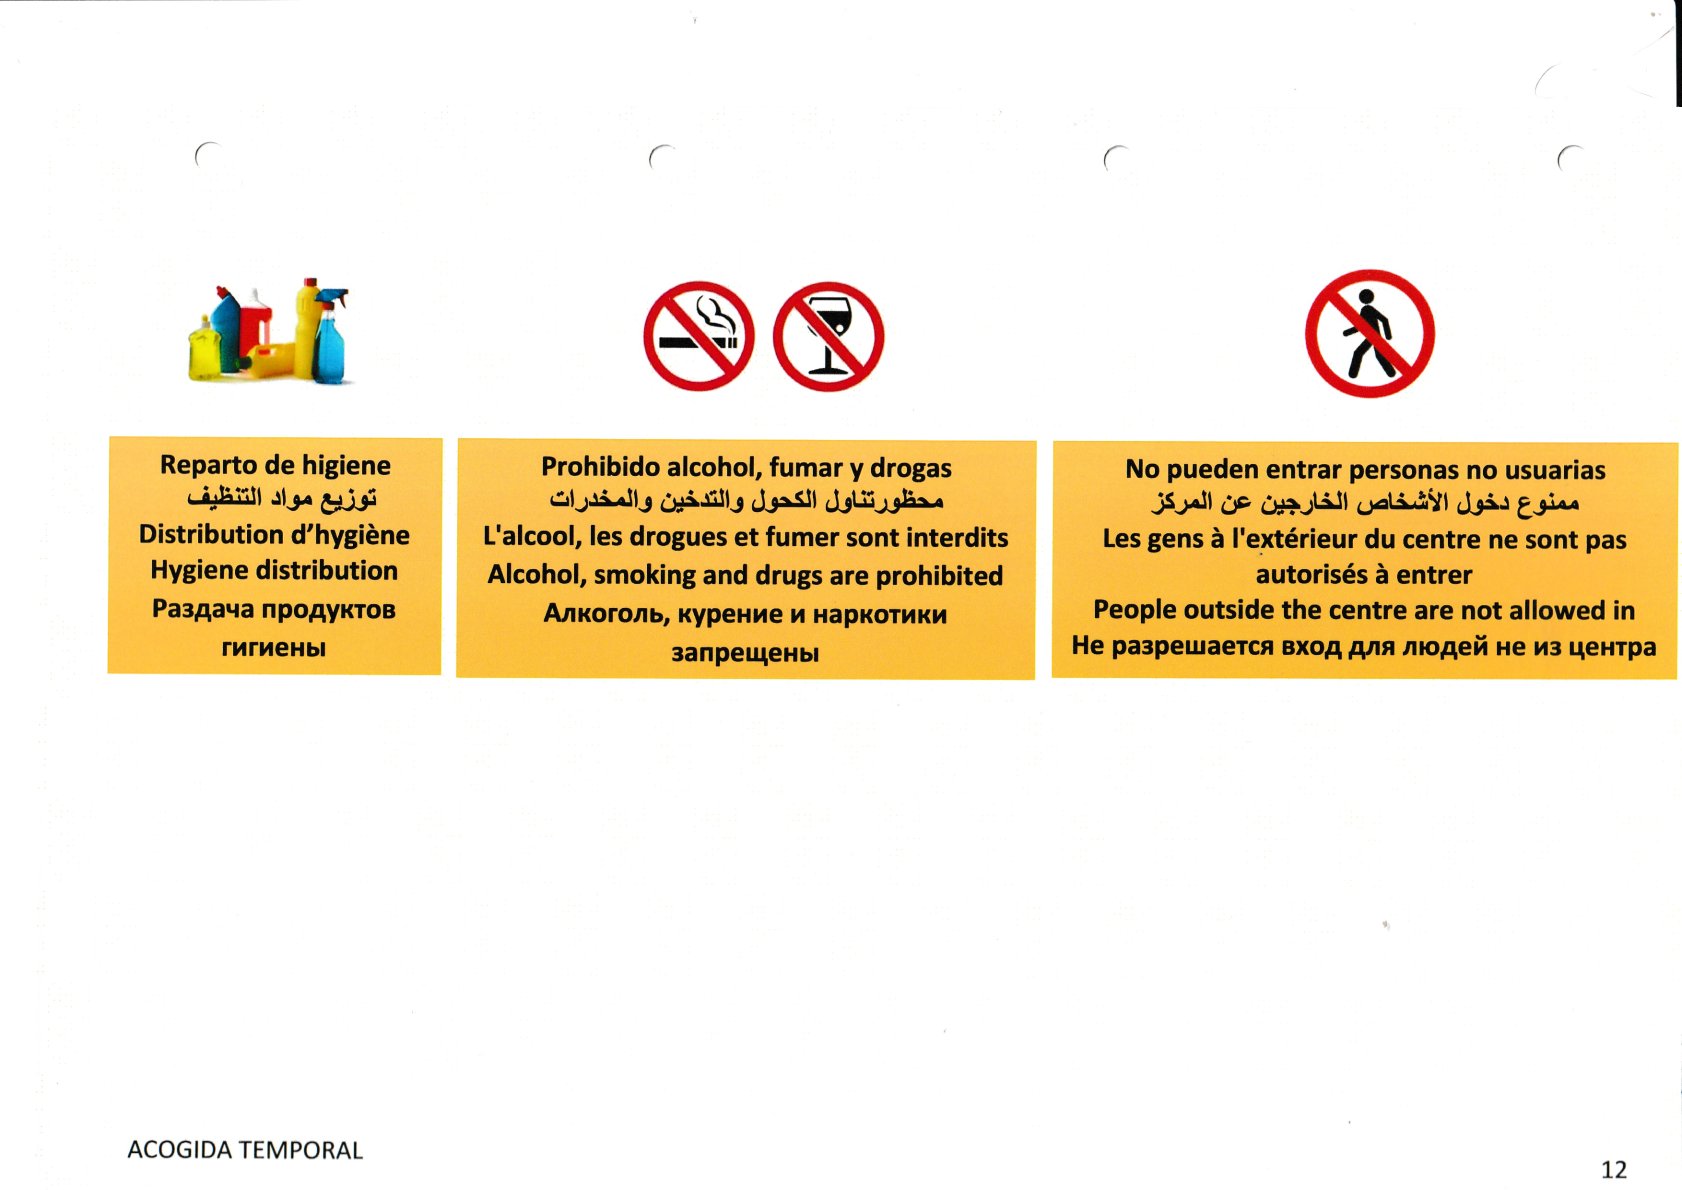 Reparto de higiene
توزيع مواد التنظيف
Distribution d’hygiène
Hygiene distribution
Раздача продуктов
гигиены
Prohibido alcohol, fumar y drogas
محظورتناول الكحول والتدخين والمخدرات
L'alcool, les drogues et fumer sont interdits
Alcohol, smoking and drugs are prohibited
Алкоголь, курение и наркотики
запрещены
No pueden entrar personas no usuarias
ممنوع دخول الأشخاص الخارجين عن المركز
Les gens à l'extérieur du centre ne sont pas
autorisés à entrer
People outside the centre are not allowed in
Не разрешается вход для людей не из центра
ACOGIDA TEMPORAL
12